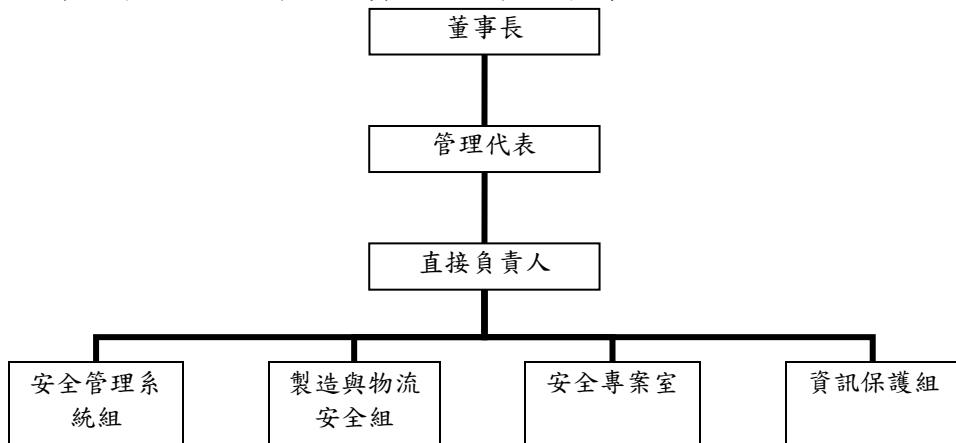 董事長
管理代表
直接負責人
安全管理系
統組
製造與物流
安全組
安全專案室
資訊保護組